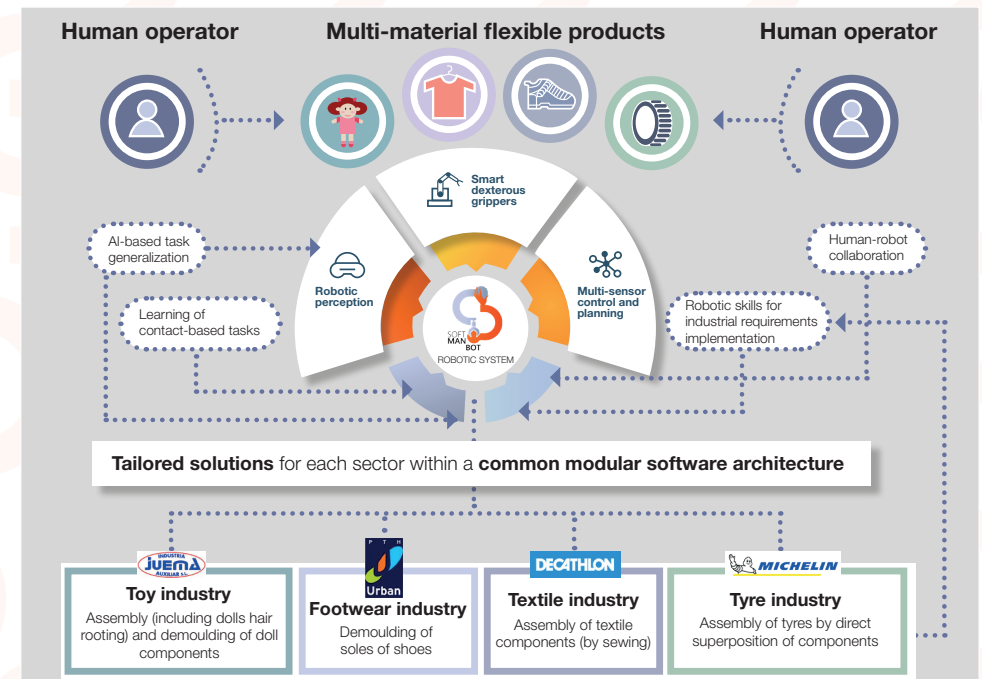 Human operator
Multi-material flexible products
Human operator
Smart
dexterous
grippers
AI-based task
generalization
Human-robot
collaboration
Robotic
perception
Multi-sensor
control and
planning
Learning of
contact-based tasks
Robotic skills for
industrial requirements
implementation
SOFT
MAN
BOT
ROBOTIC SYSTEM
Tailored solutions for each sector within a common modular software architecture
INDUSTRIA
JUEMA
AUXILIAR S.L.
Toy industry
Assembly (including dolls hair
rooting) and demoulding of doll
components
P T H
Urban
Footwear industry
Demoulding of
soles of shoes
DECATHLON
Textile industry
Assembly of textile
components (by sewing)
MICHELIN
Tyre industry
Assembly of tyres by direct
superposition of components